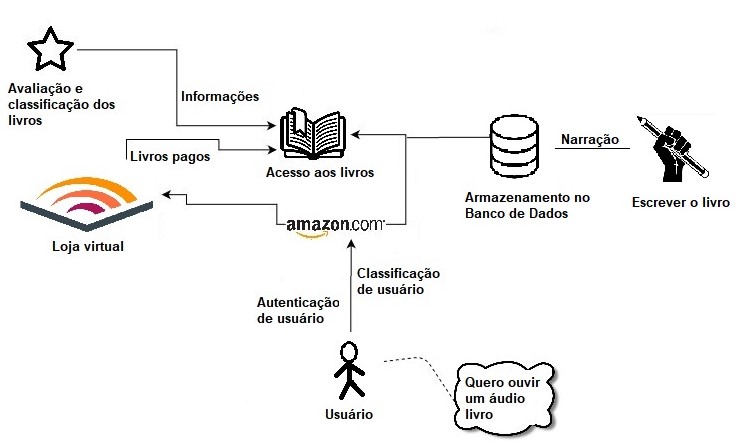 Avaliação e
classificação dos
livros
Informações
Livros pagos
Acesso aos livros
Narração
Armazenamento no
Banco de Dados
Escrever o livro
Loja virtual
amazon.com
Classificação
de usuário
Autenticação
de usuário
Usuário
Quero ouvir
um áudio
livro